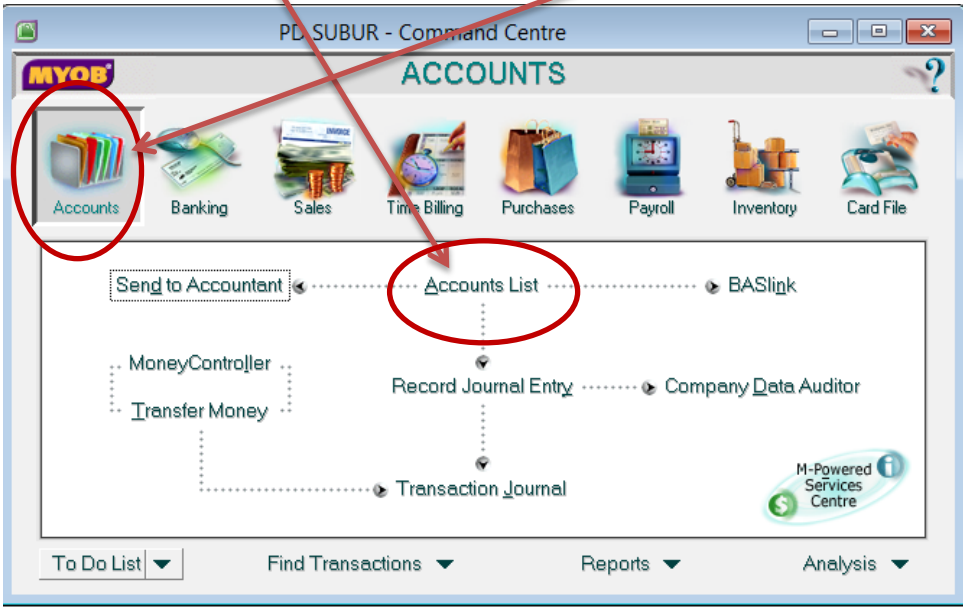 PD SUBUR - Command Centre
MYOB
ACCOUNTS
?
INVOICE
Accounts Banking Sales Time Billing Purchases Payroll Inventory Card File
Send to Accountant Accounts List BASlink
MoneyController
Record Journal Entry Company Data Auditor
Transfer Money
Transaction Journal
M-Powered
Services
Centre
To Do List Find Transactions Reports Analysis